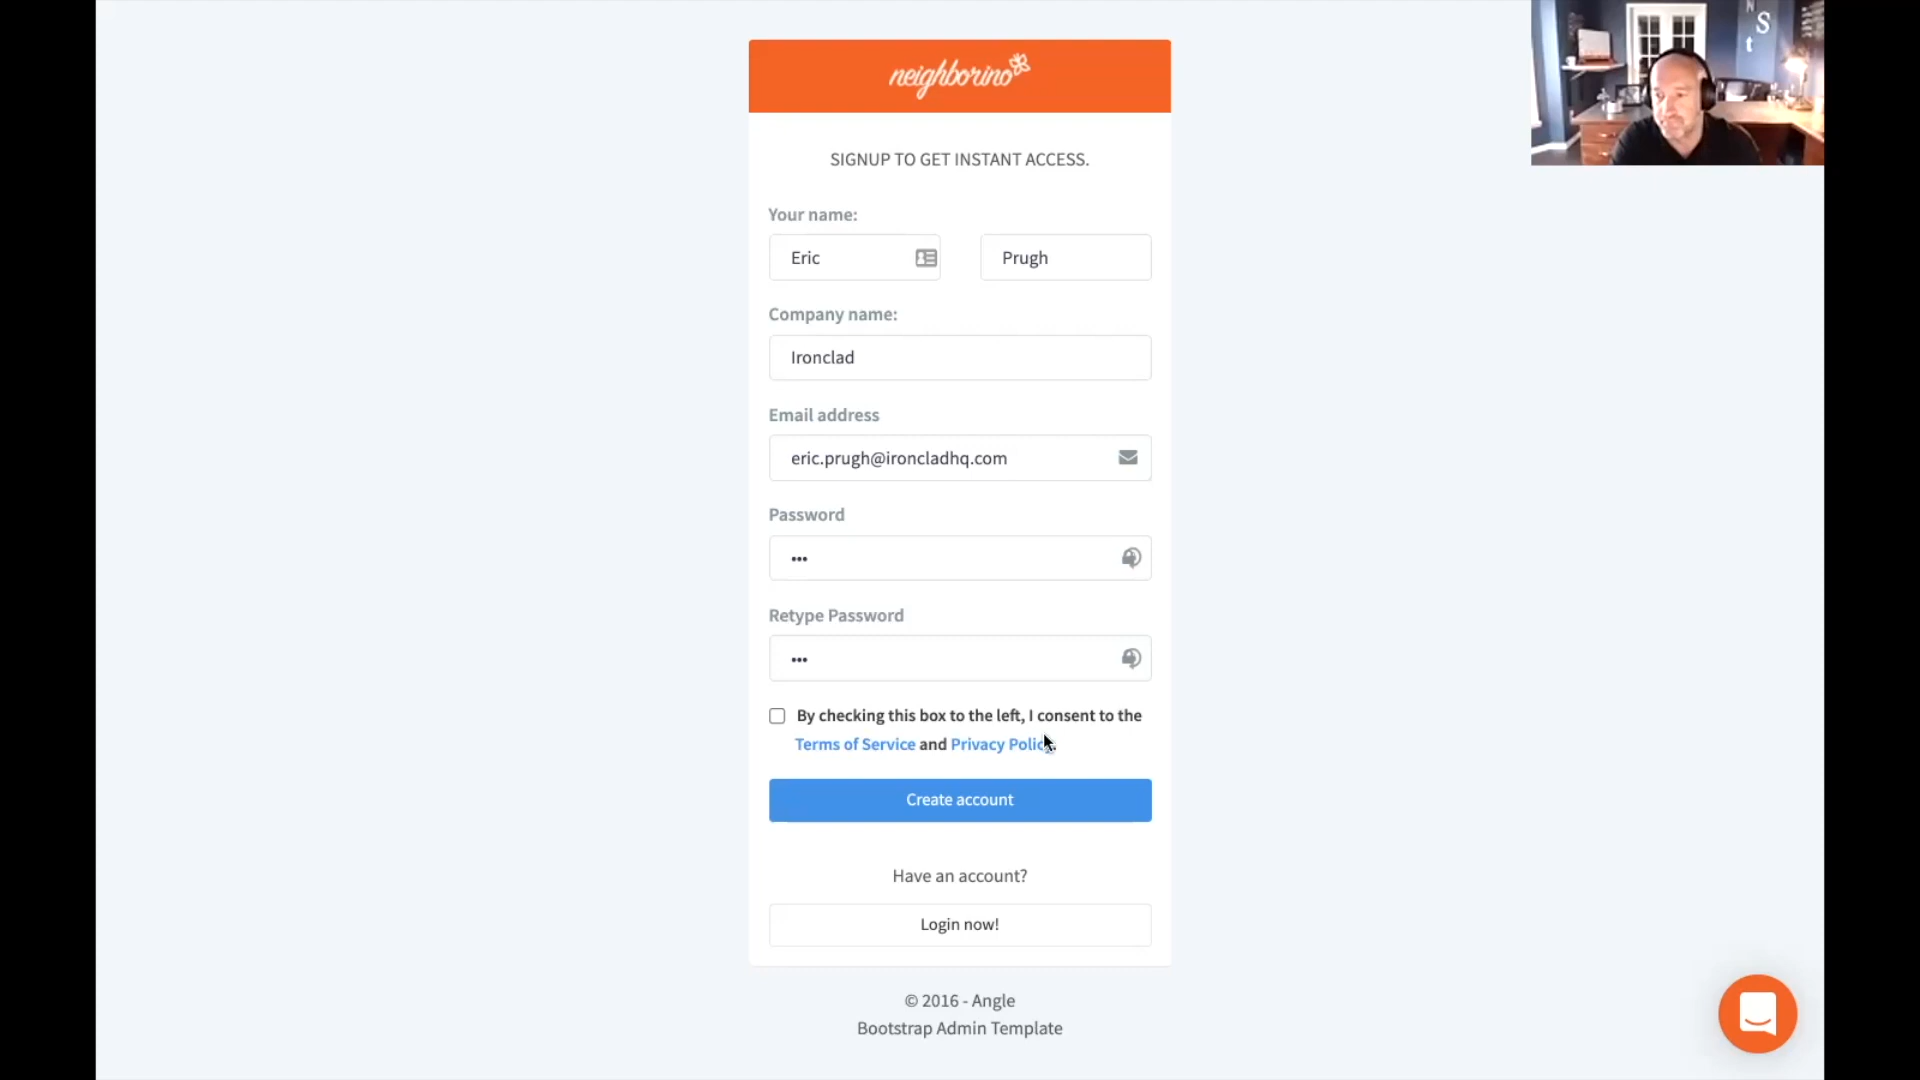 neighborino
SIGNUP TO GET INSTANT ACCESS.
Your name:
Eric
Prugh
Company name:
Ironclad
Email address
eric.prugh@ironcladhq.com
Password
•••
Retype Password
•••
By checking this box to the left, I consent to the
Terms of Service and Privacy Policy.
Create account
Have an account?
Login now!
© 2016 - Angle
Bootstrap Admin Template
N
S
t